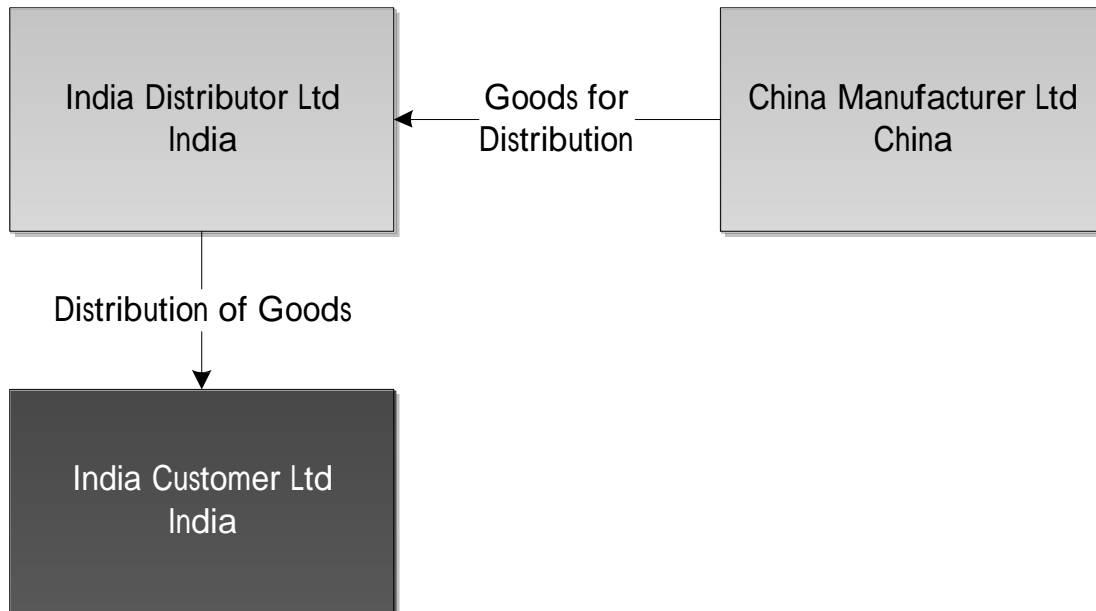 India Distributor Ltd
India
Goods for
Distribution
China Manufacturer Ltd
China
Distribution of Goods
India Customer Ltd
India